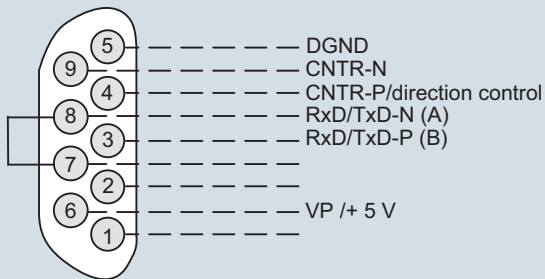 5 DGND
9 CNTR-N
4 CNTR-P/direction control
8 RxD/TxD-N (A)
3 RxD/TxD-P (B)
7
2
6 VP /+ 5 V
1